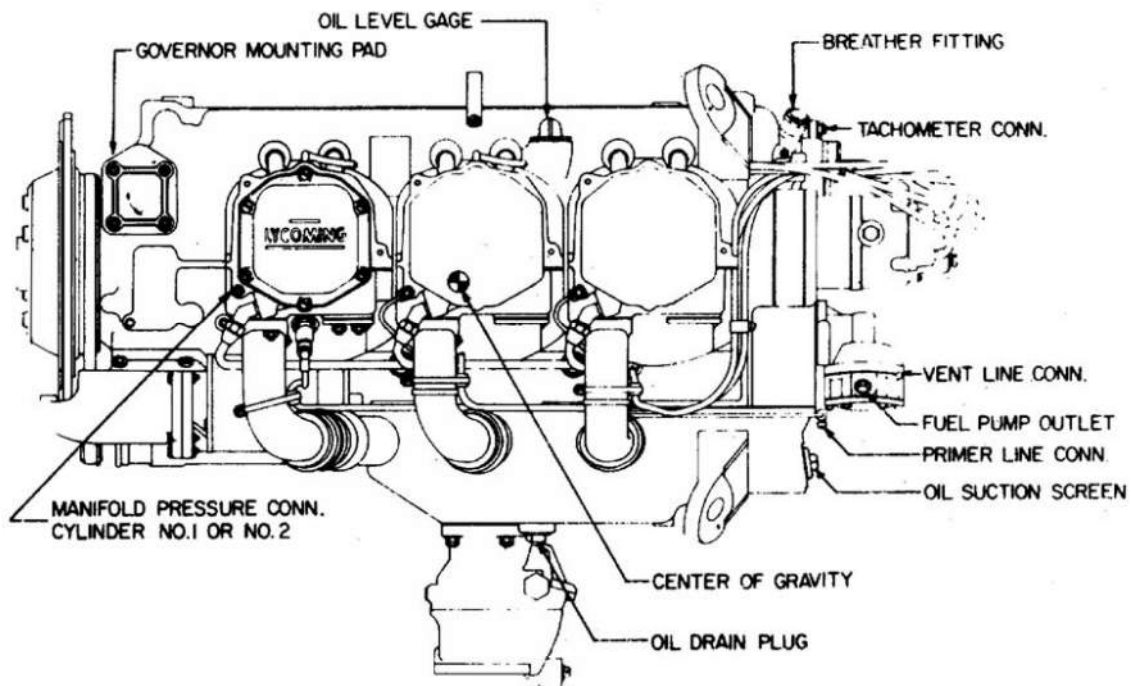 OIL LEVEL GAGE
GOVERNOR MOUNTING PAD
BREATHER FITTING
TACHOMETER CONN.
LYCOMING
VENT LINE CONN.
FUEL PUMP OUTLET
PRIMER LINE CONN.
OIL SUCTION SCREEN
MANIFOLD PRESSURE CONN.
CYLINDER NO.1 OR NO.2
CENTER OF GRAVITY
OIL DRAIN PLUG